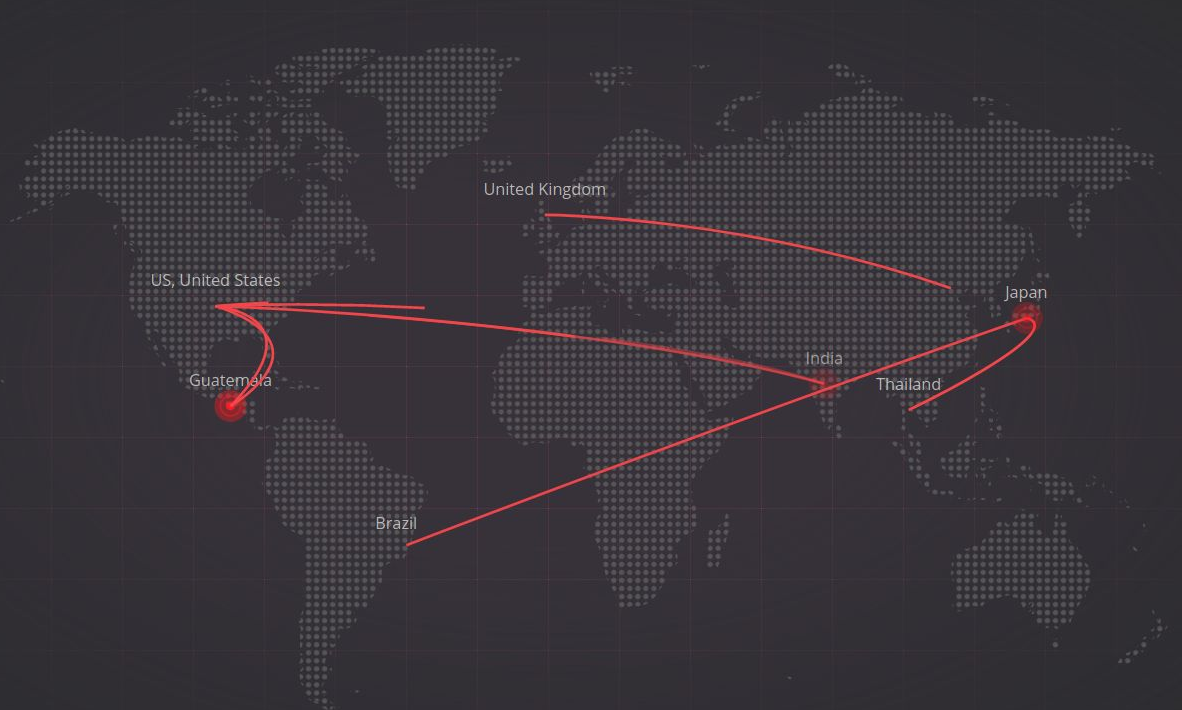 United Kingdom
US, United States
Japan
India
Guatemala
Thailand
Brazil